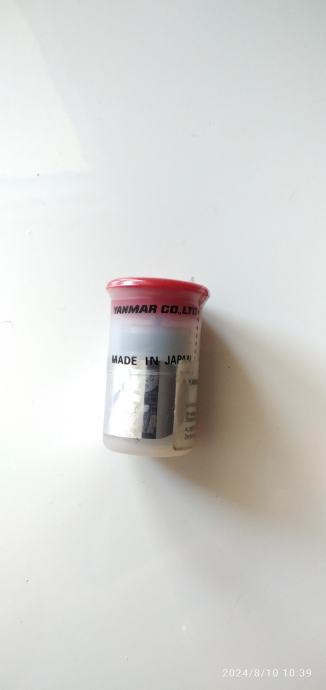 YANMAR CO.,LTD
MADE IN JAPAN
2024/8/10 10:39